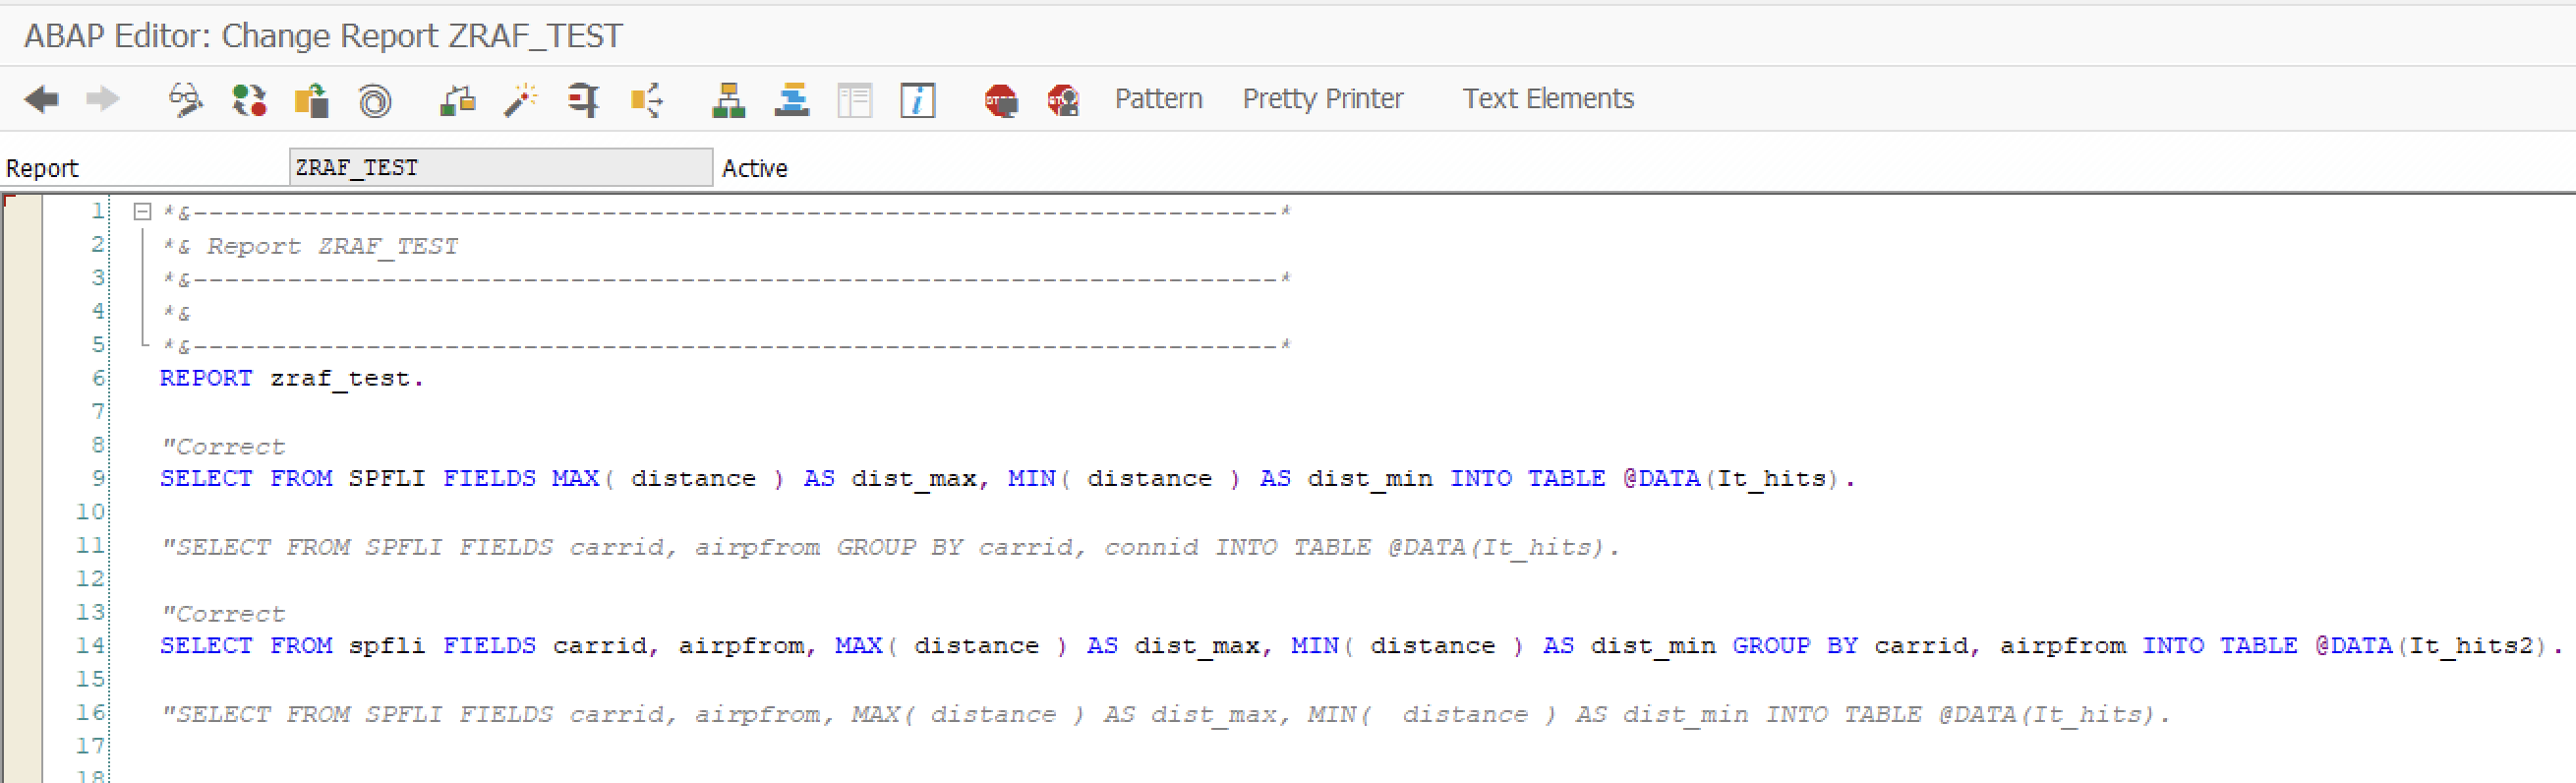 ABAP Editor: Change Report ZRAF_TEST
Pattern Pretty Printer Text Elements
Report ZRAF_TEST Active
1 *&---------------------------------------------------------------------*
2 *& Report ZRAF_TEST
3 *&---------------------------------------------------------------------*
4 *&
5 *&---------------------------------------------------------------------*
6 REPORT zraf_test.
7
8 "Correct
9 SELECT FROM SPFLI FIELDS MAX( distance ) AS dist_max, MIN( distance ) AS dist_min INTO TABLE @DATA(It_hits).
10
11 "SELECT FROM SPFLI FIELDS carrid, airpfrom GROUP BY carrid, connid INTO TABLE @DATA(It_hits).
12
13 "Correct
14 SELECT FROM spfli FIELDS carrid, airpfrom, MAX( distance ) AS dist_max, MIN( distance ) AS dist_min GROUP BY carrid, airpfrom INTO TABLE @DATA(It_hits2).
15
16 "SELECT FROM SPFLI FIELDS carrid, airpfrom, MAX( distance ) AS dist_max, MIN(  distance ) AS dist_min INTO TABLE @DATA(It_hits).
17
18